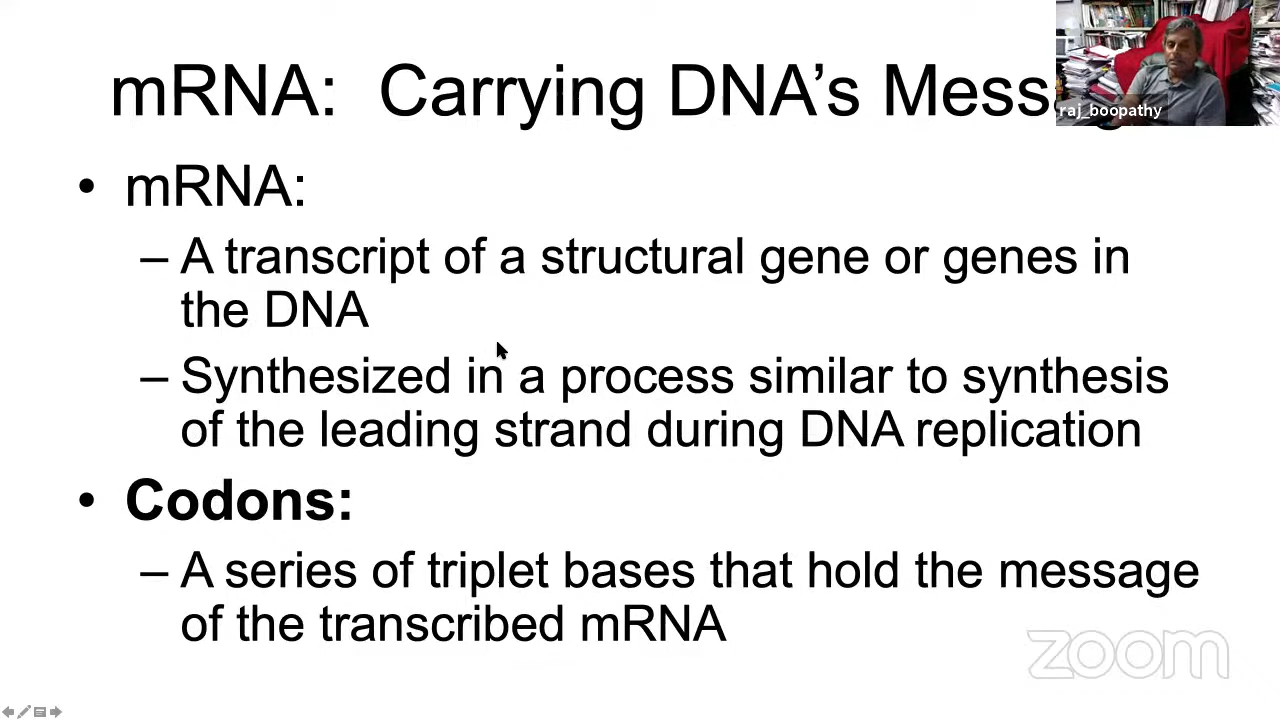 mRNA: Carrying DNA's
raj_boopathy
• mRNA:
– A transcript of a structural gene or genes in
the DNA
– Synthesized in a process similar to synthesis
of the leading strand during DNA replication
• Codons:
– A series of triplet bases that hold the message
of the transcribed mRNA
zoom